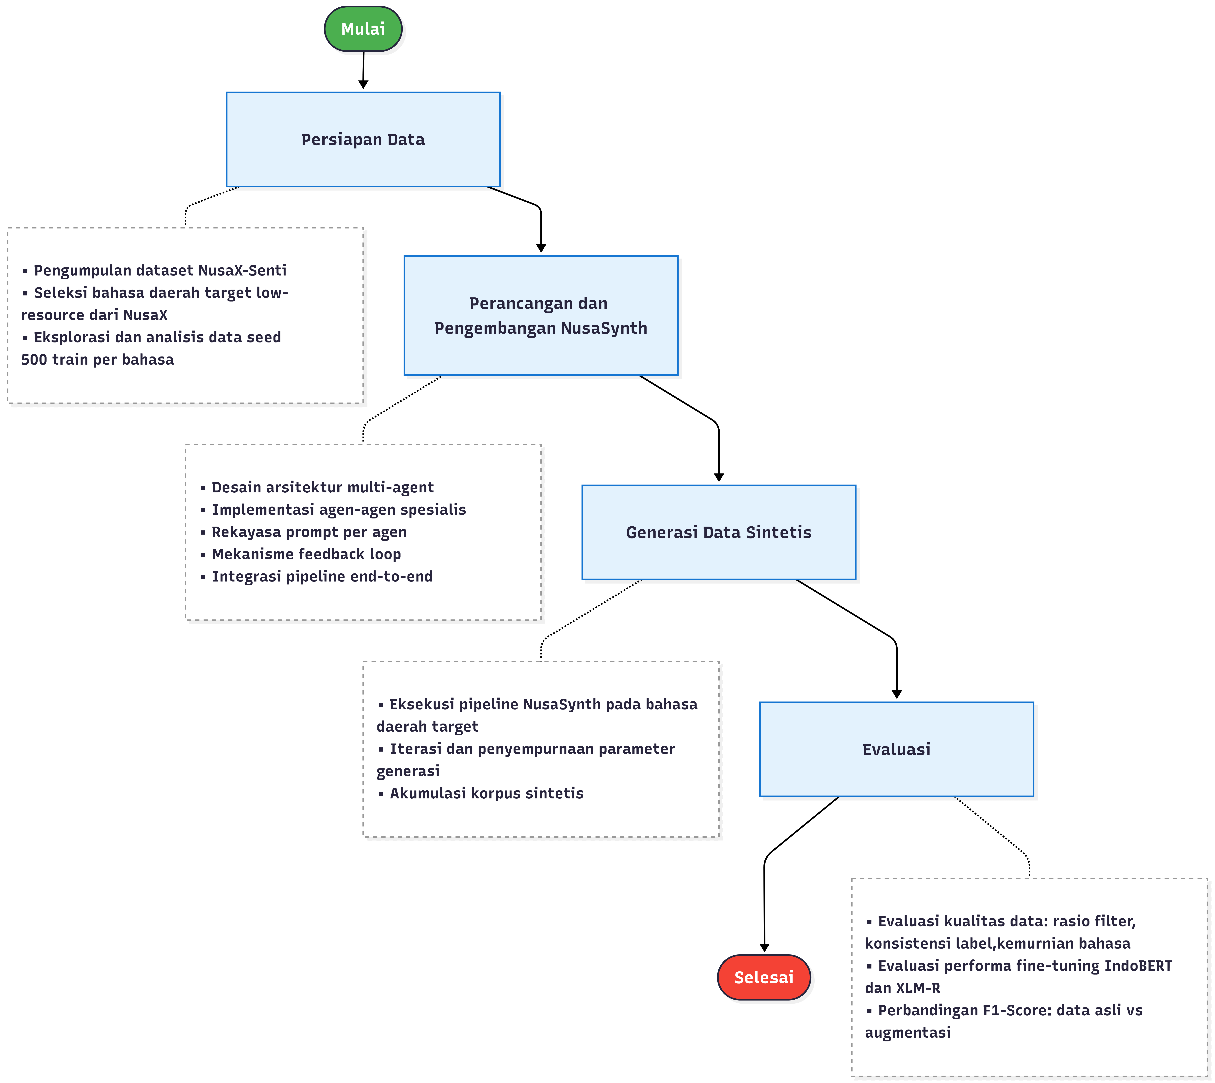 Mulai
Persiapan Data
▪ Pengumpulan dataset NusaX-Senti
▪ Seleksi bahasa daerah target low-
resource dari NusaX
▪ Eksplorasi dan analisis data seed
500 train per bahasa
Perancangan dan
Pengembangan NusaSynth
▪ Desain arsitektur multi-agent
▪ Implementasi agen-agen spesialis
▪ Rekayasa prompt per agen
▪ Mekanisme feedback loop
▪ Integrasi pipeline end-to-end
Generasi Data Sintetis
▪ Eksekusi pipeline NusaSynth pada bahasa
daerah target
▪ Iterasi dan penyempurnaan parameter
generasi
▪ Akumulasi korpus sintetis
Evaluasi
▪ Evaluasi kualitas data: rasio filter,
konsistensi label,kemurnian bahasa
▪ Evaluasi performa fine-tuning IndoBERT
dan XLM-R
▪ Perbandingan F1-Score: data asli vs
augmentasi
Selesai